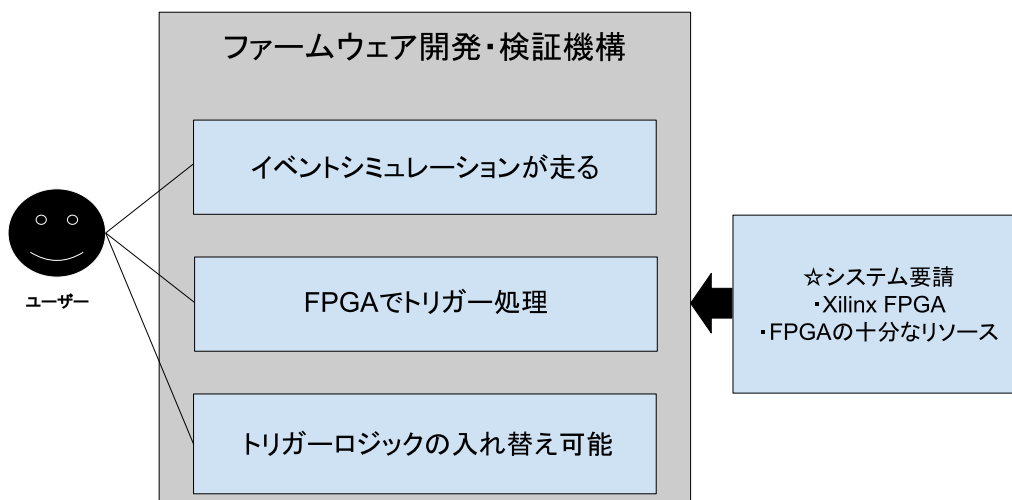 ファームウェア開発・検証機構
イベントシミュレーションが走る
ユーザー
FPGAでトリガー処理
☆システム要請
・Xilinx FPGA
・FPGAの十分なリソース
トリガーロジックの入れ替え可能